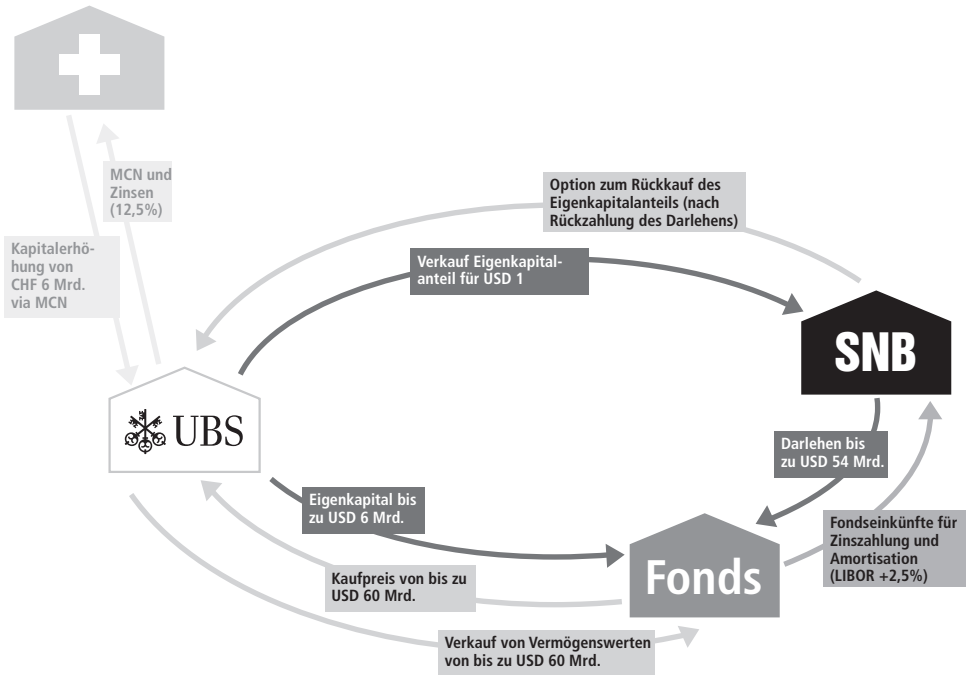 MCN und
Zinsen
(12,5%)
Kapitalerhö-
hung von
CHF 6 Mrd.
via MCN
Option zum Rückkauf des
Eigenkapitalanteils (nach
Rückzahlung des Darlehens)
Verkauf Eigenkapital-
anteil für USD 1
SNB
UBS
Darlehen bis
zu USD 54 Mrd.
Eigenkapital bis
zu USD 6 Mrd.
Fondseinkünfte für
Zinszahlung und
Amortisation
(LIBOR +2,5%)
Fonds
Kaufpreis von bis zu
USD 60 Mrd.
Verkauf von Vermögenswerten
von bis zu USD 60 Mrd.